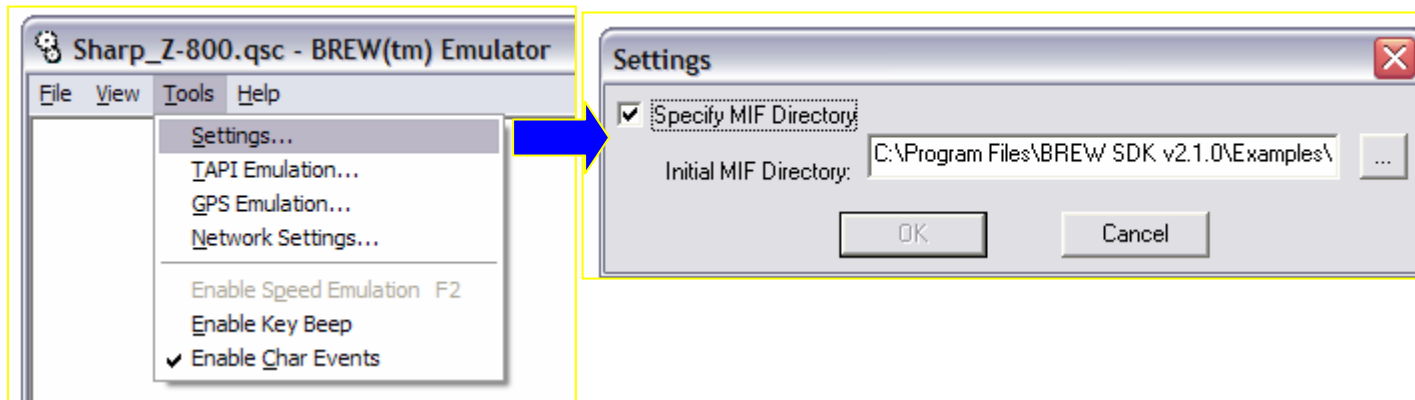 Sharp_Z-800.qsc - BREW(tm) Emulator
File View Tools Help
Settings...
TAPI Emulation...
GPS Emulation...
Network Settings...
Enable Speed Emulation F2
Enable Key Beep
Enable Char Events
Settings
Specify MIF Directory
Initial MIF Directory: C:\Program Files\BREW SDK v2.1.0\Examples\ ...
OK Cancel